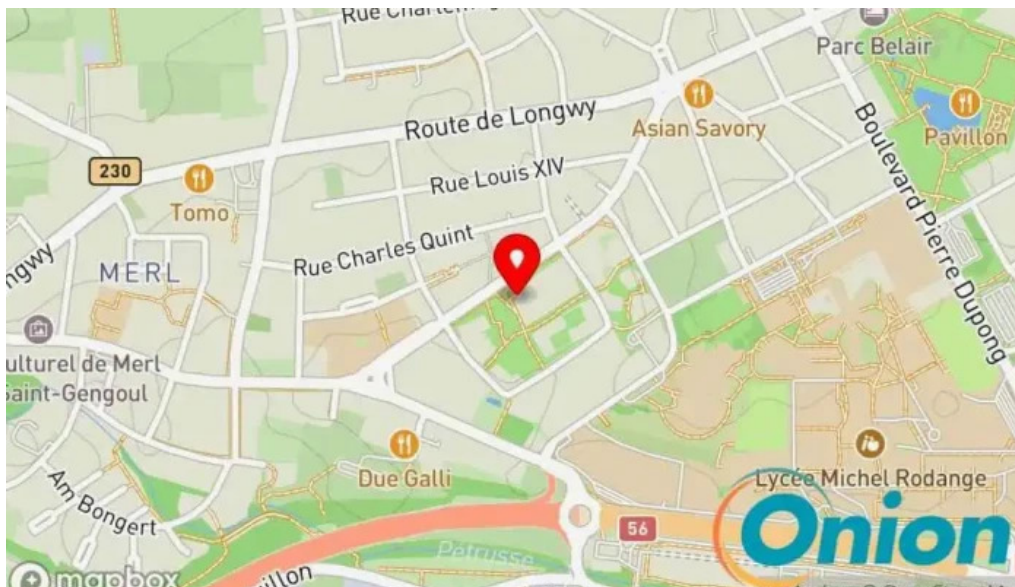 Parc Belair
Route de Longwy
Asian Savory
Pavillon
230
Rue Louis XIV
Tomo
Boulevard Pierre Dupong
Rue Charles Quint
MERL
ulturel de Merl
Saint-Gengoul
Due Galli
Lycée Michel Rodange
Am Bongert
56
Onion
Pétrusse
mapbox